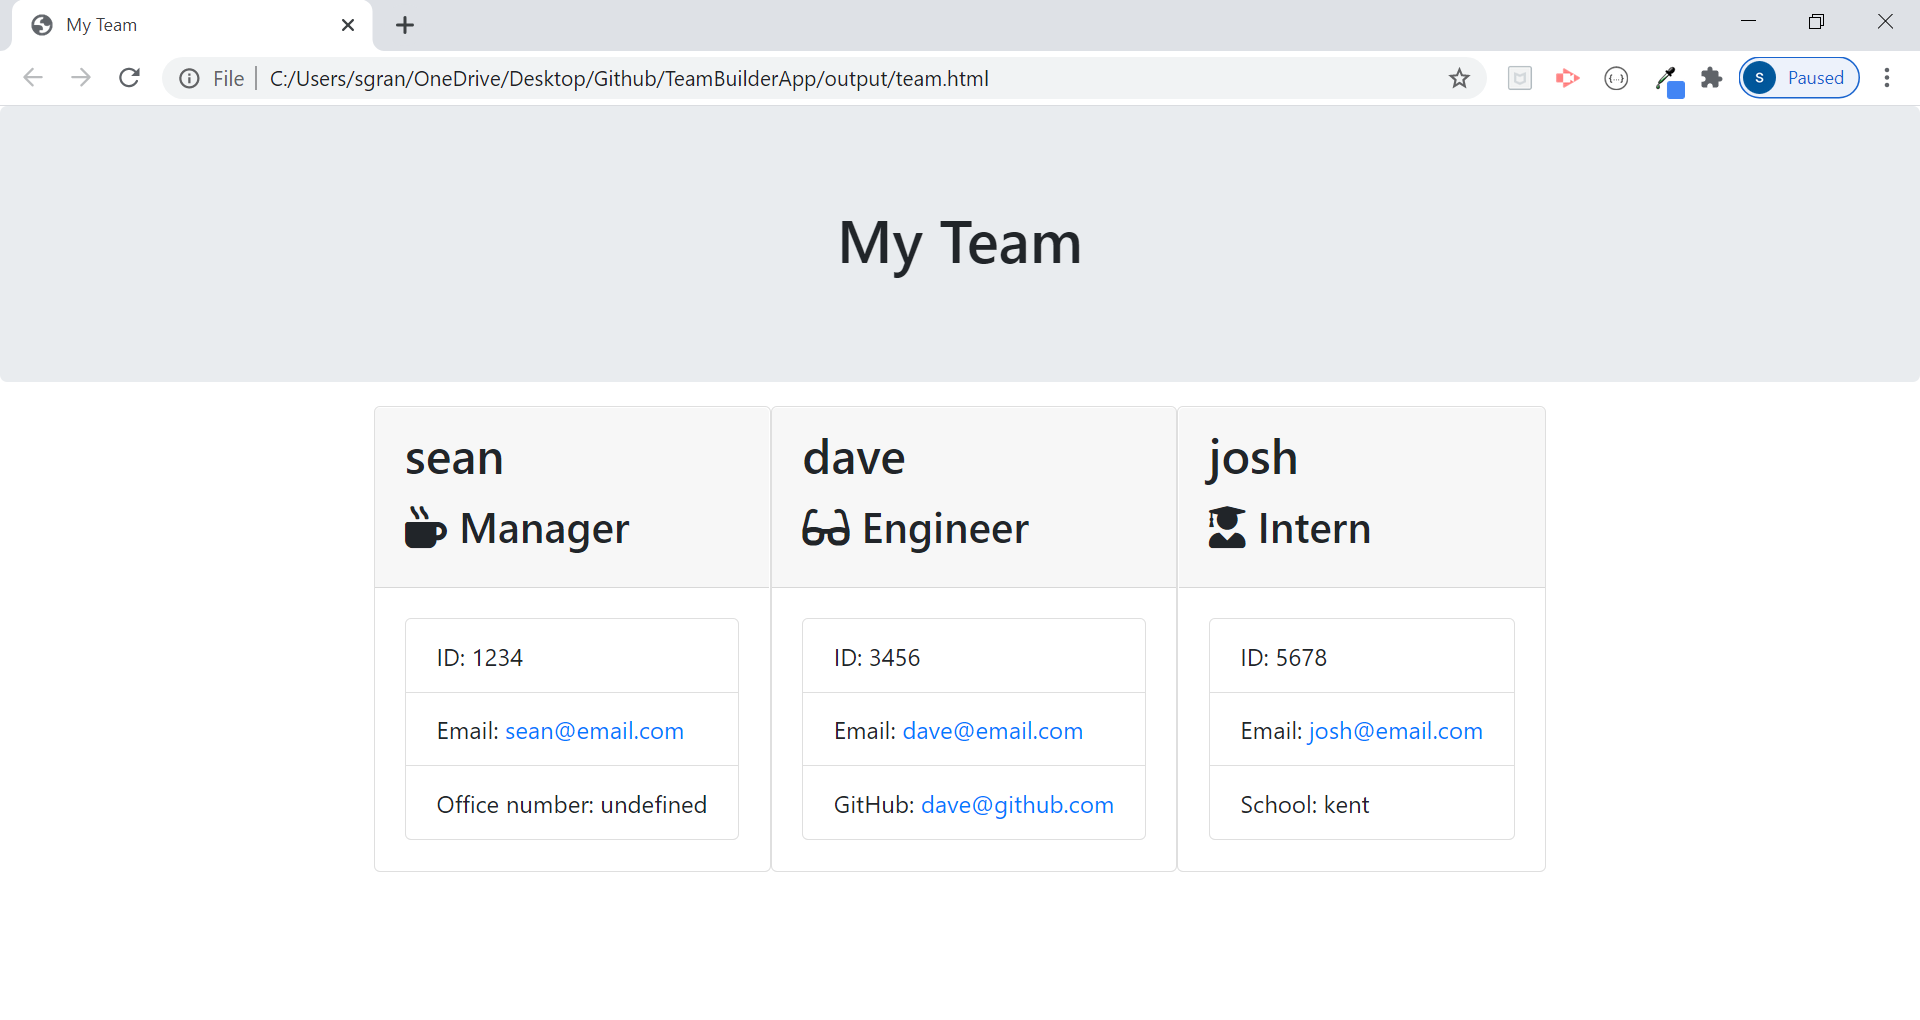 My Team
File
C:/Users/sgran/OneDrive/Desktop/Github/TeamBuilderApp/output/team.html
S
Paused
My Team
sean
Manager
ID: 1234
Email: sean@email.com
Office number: undefined
dave
Engineer
ID: 3456
Email: dave@email.com
GitHub: dave@github.com
josh
Intern
ID: 5678
Email: josh@email.com
School: kent